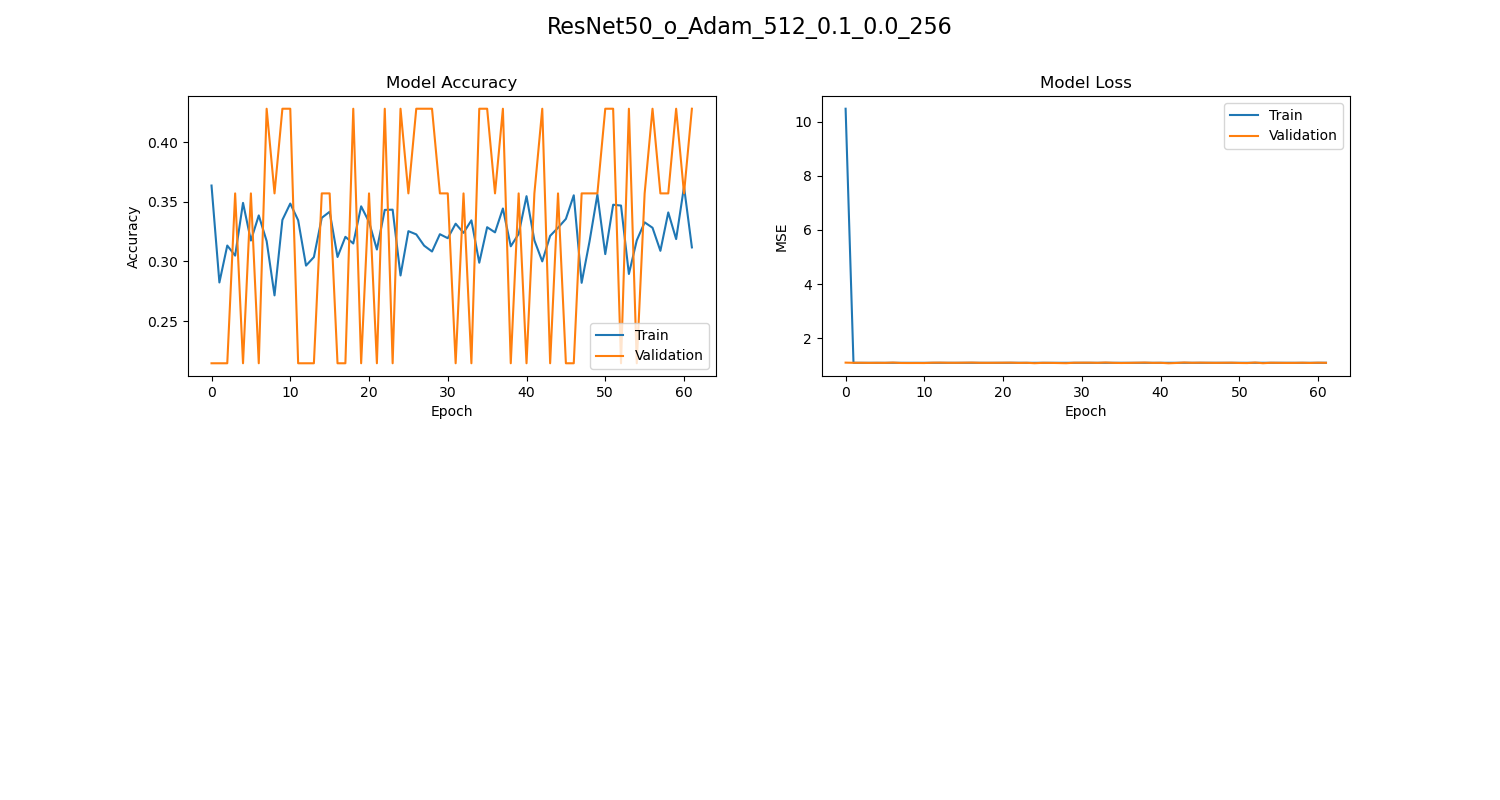 ResNet50_o_Adam_512_0.1_0.0_256
Model Accuracy
Accuracy
0.40
0.35
0.30
0.25
0 10 20 30 40 50 60
Epoch
Train
Validation
Model Loss
MSE
10
8
6
4
2
0 10 20 30 40 50 60
Epoch
Train
Validation